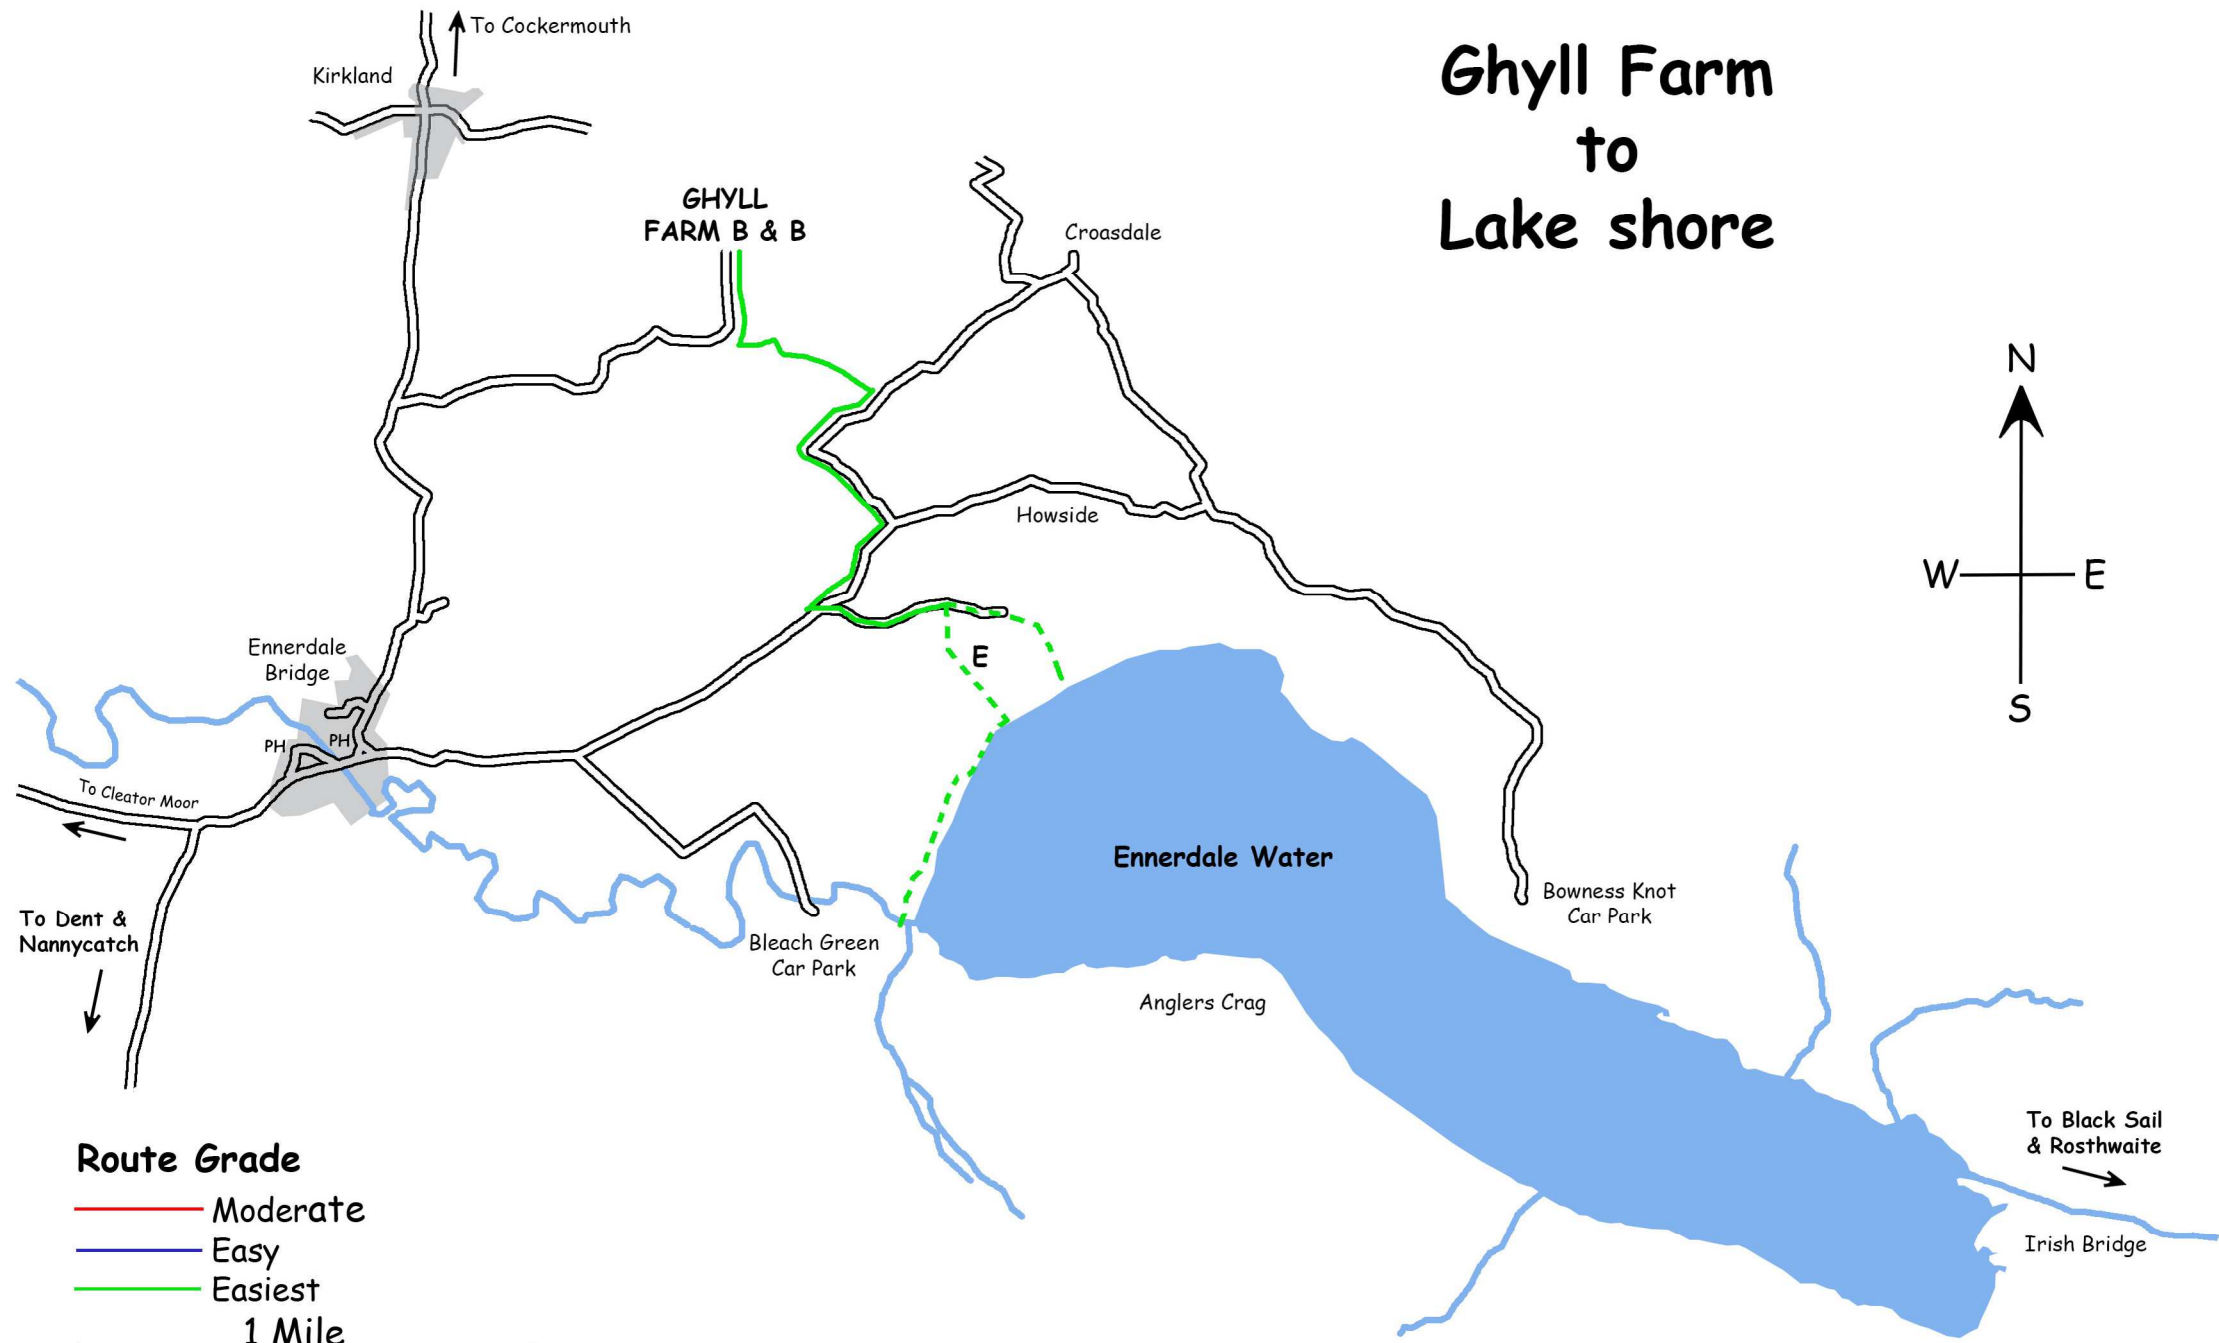 To Cockermouth
Kirkland
Ghyll Farm
to
Lake shore
GHYLL
FARM B & B
Croasdale
N
W
E
S
Howside
Ennerdale
Bridge
E
PH
PH
To Cleator Moor
Ennerdale Water
Bowness Knot
Car Park
To Dent &
Nannycatch
Bleach Green
Car Park
Anglers Crag
To Black Sail
& Rosthwaite
Irish Bridge
Route Grade
Moderate
Easy
Easiest
1 Mile